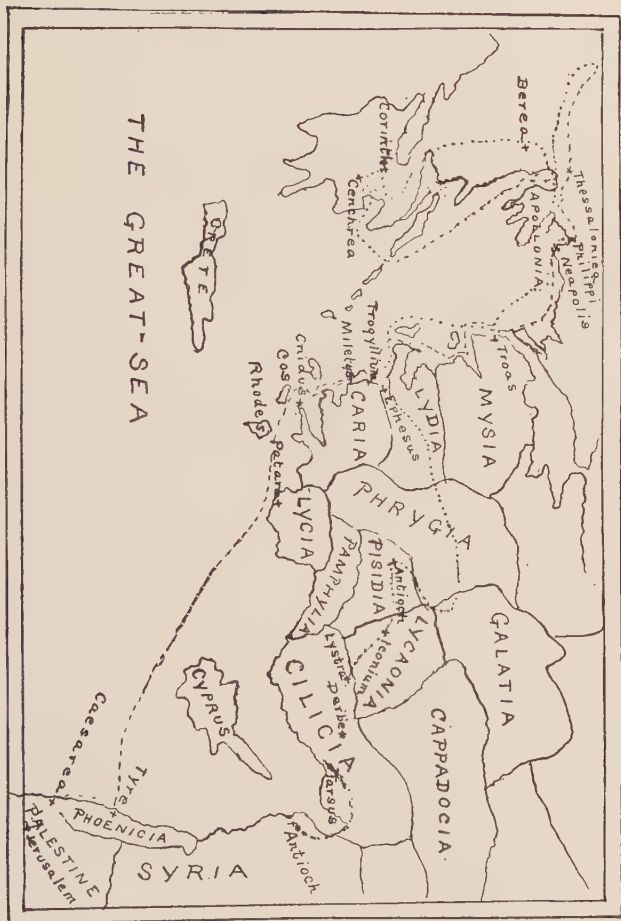 THE GREAT-SEA
CRETE
Berea
Corinth
Cenchrea
Thessalonica
Philippi
Neapolis
APOLLONIA
Troas
MYSIA
LYDIA
Ephesus
Trogyllium
Miletus
CARIA
Cnidus
Cos
Rhodes
Patara
LYCIA
PHRYGIA
PAMPHYLIA
PISIDIA
Antioch
LYCAONIA
Iconium
Lystra
Derbe
GALATIA
CAPPADOCIA
CILICIA
Tarsus
Antioch
CYPRUS
SYRIA
PHOENICIA
Tyre
Caesarea
PALESTINE
Jerusalem